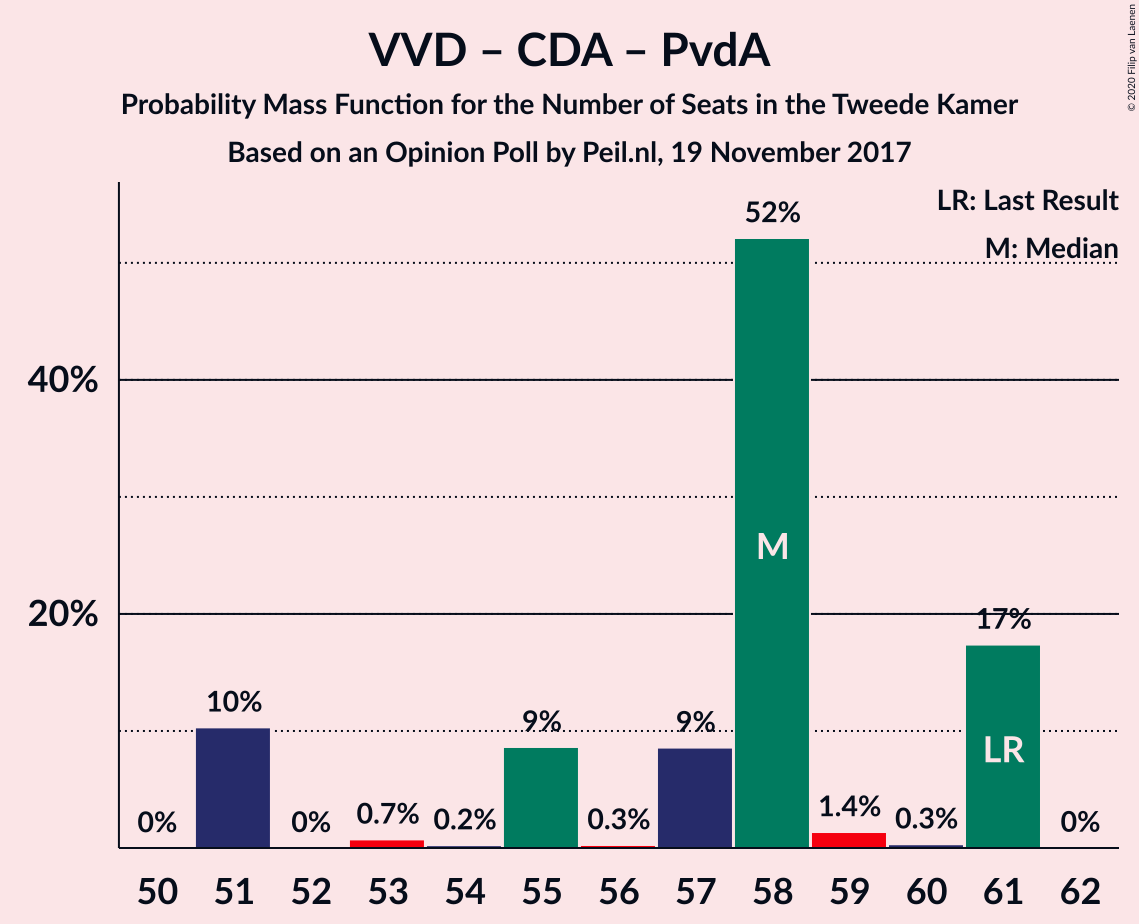 VVD – CDA – PvdA
Probability Mass Function for the Number of Seats in the Tweede Kamer
Based on an Opinion Poll by Peil.nl, 19 November 2017
© 2020 Filip van Laenen
LR: Last Result
M: Median
52%
40%
M
20%
17%
10%
9%
9%
LR
0%
0%
0.7%
0.2%
0.3%
1.4%
0.3%
0%
50 51 52 53 54 55 56 57 58 59 60 61 62